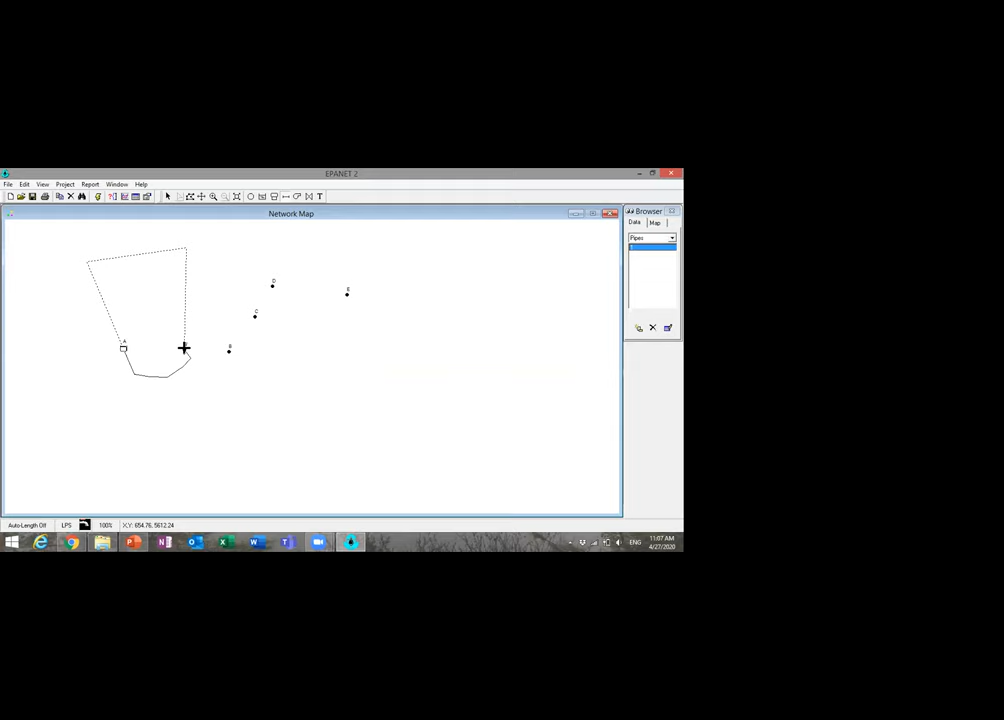 EPANET 2
File Edit View Project Report Window Help
T
Network Map
Browser
Data Map
Pipes
1
D
E
C
A
B
Auto-Length Off LPS 100% X,Y: 654.76, 5612.24
ENG
11:07 AM
4/27/2020